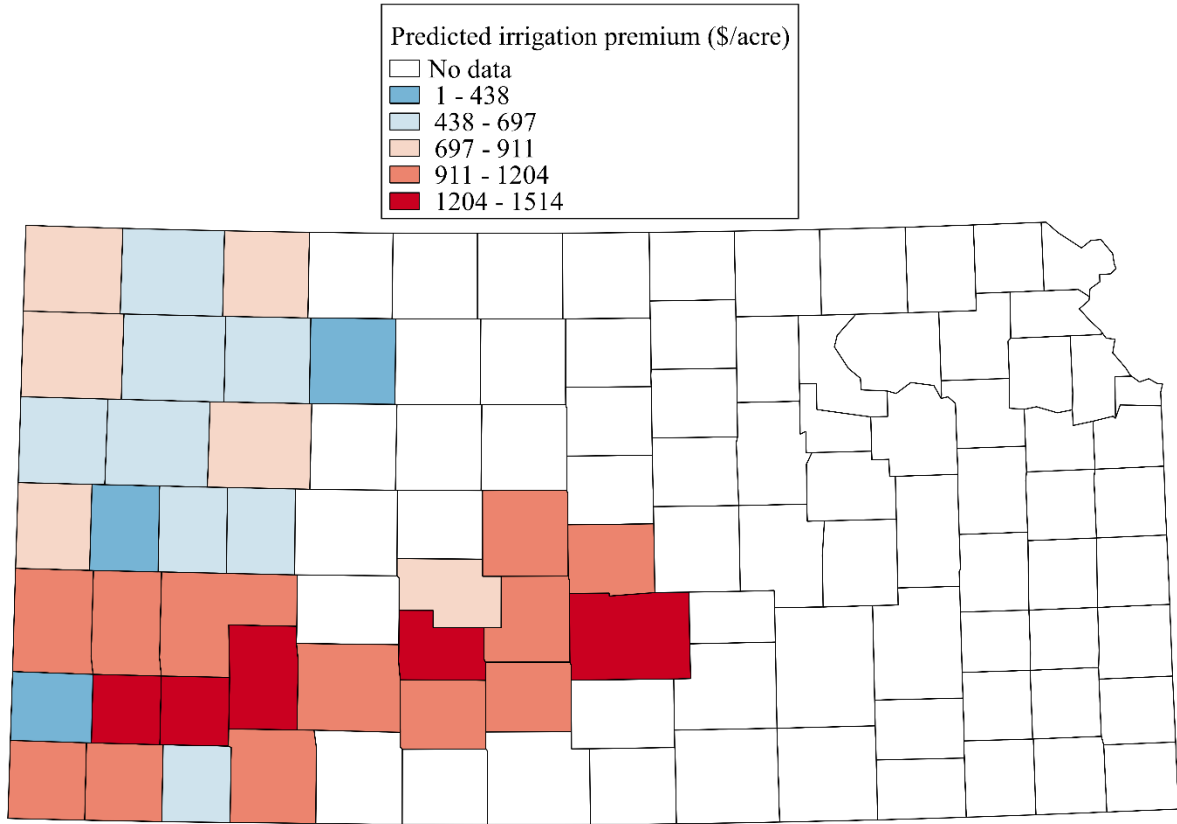 Predicted irrigation premium ($/acre)
No data
1 - 438
438 - 697
697 - 911
911 - 1204
1204 - 1514